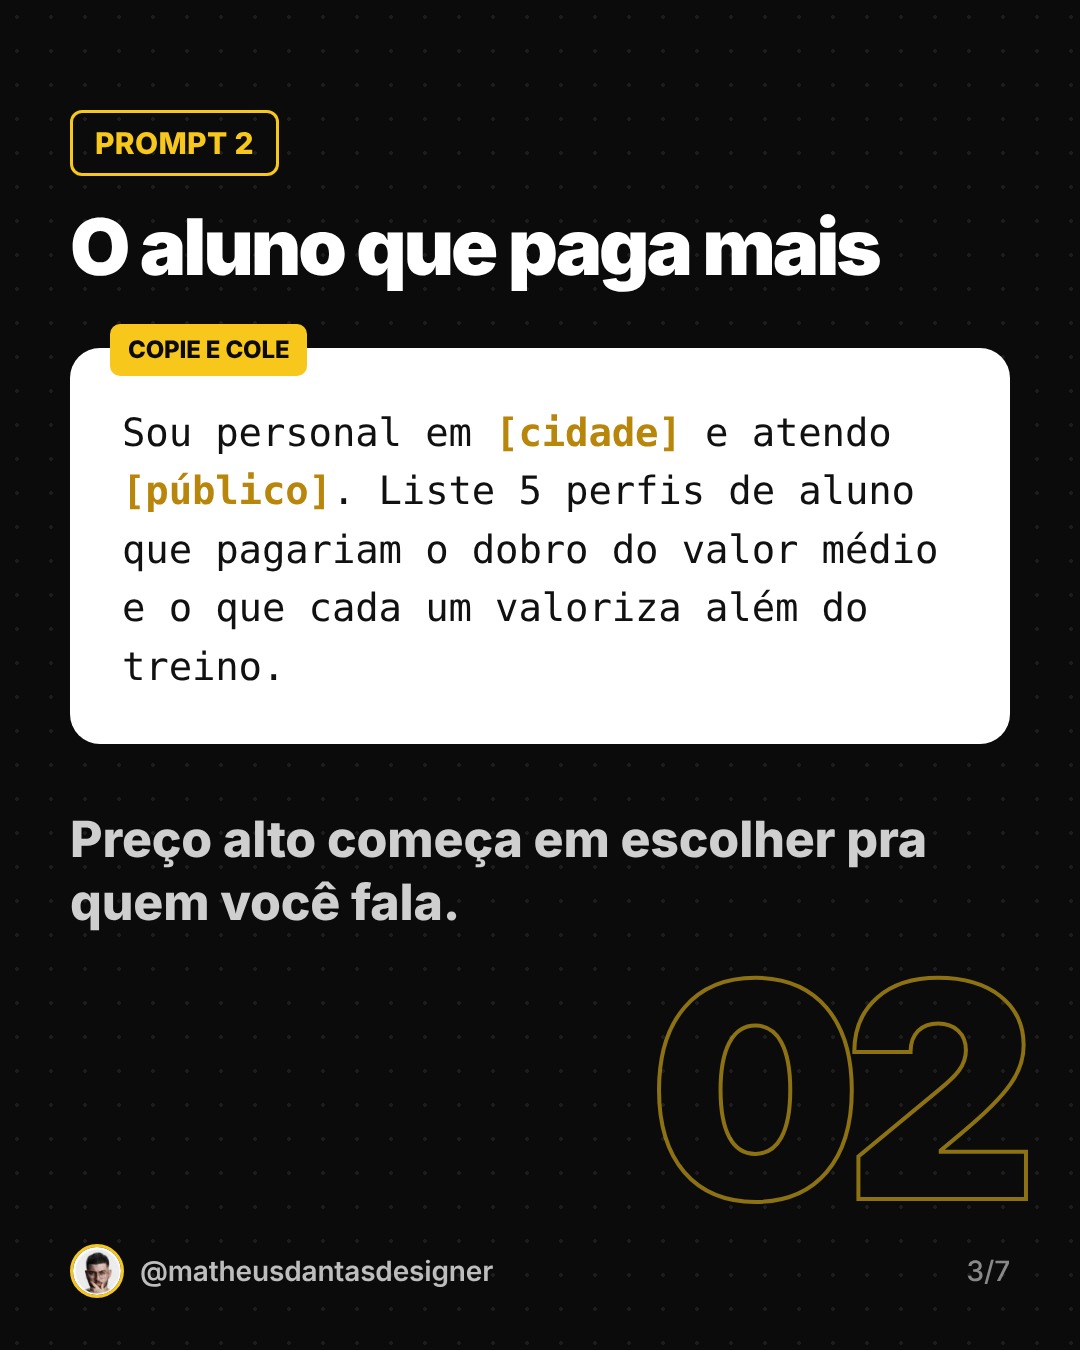 PROMPT 2
O aluno que paga mais
COPIE E COLE
Sou personal em [cidade] e atendo
[público]. Liste 5 perfis de aluno
que pagariam o dobro do valor médio
e o que cada um valoriza além do
treino.
Preço alto começa em escolher pra
quem você fala.
02
@matheusdantasdesigner
3/7